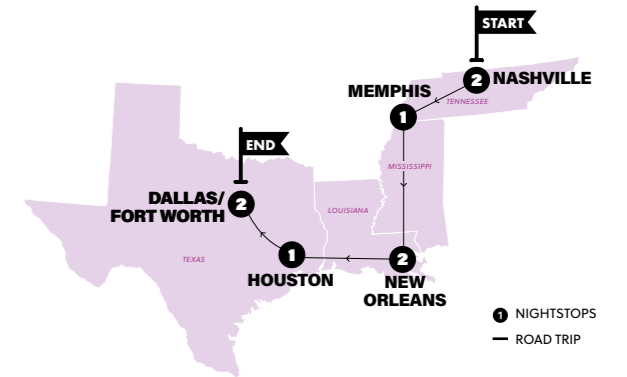 START
2 NASHVILLE
MEMPHIS
TENNESSEE
1
MISSISSIPPI
END
DALLAS/
FORT WORTH
2
LOUISIANA
TEXAS
1
HOUSTON
2
NEW
ORLEANS
1 NIGHTSTOPS
ROAD TRIP